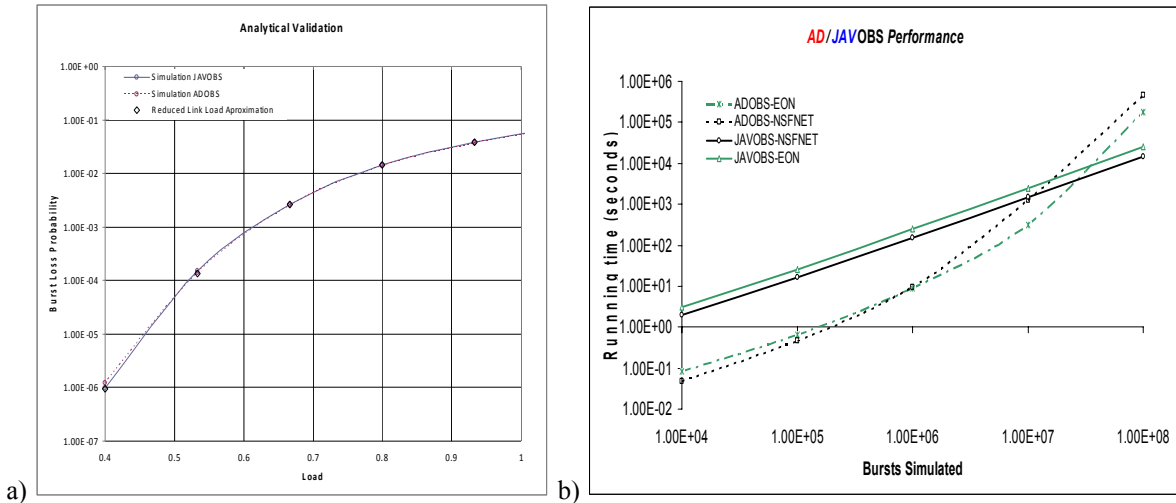 Analytical Validation
1.00E+00
1.00E-01
1.00E-02
1.00E-03
1.00E-04
1.00E-05
1.00E-06
1.00E-07
Burst Loss Probability
Simulation JAVOBS
Simulation ADOBS
Reduced Link Load Aproximation
0.4 0.5 0.6 0.7 0.8 0.9 1
Load
a)
AD/JAVOBS Performance
1.00E+06
1.00E+05
1.00E+04
1.00E+03
1.00E+02
1.00E+01
1.00E+00
1.00E-01
1.00E-02
Runnning time (seconds)
ADOBS-EON
ADOBS-NSFNET
JAVOBS-NSFNET
JAVOBS-EON
1.00E+04 1.00E+05 1.00E+06 1.00E+07 1.00E+08
Bursts Simulated
b)